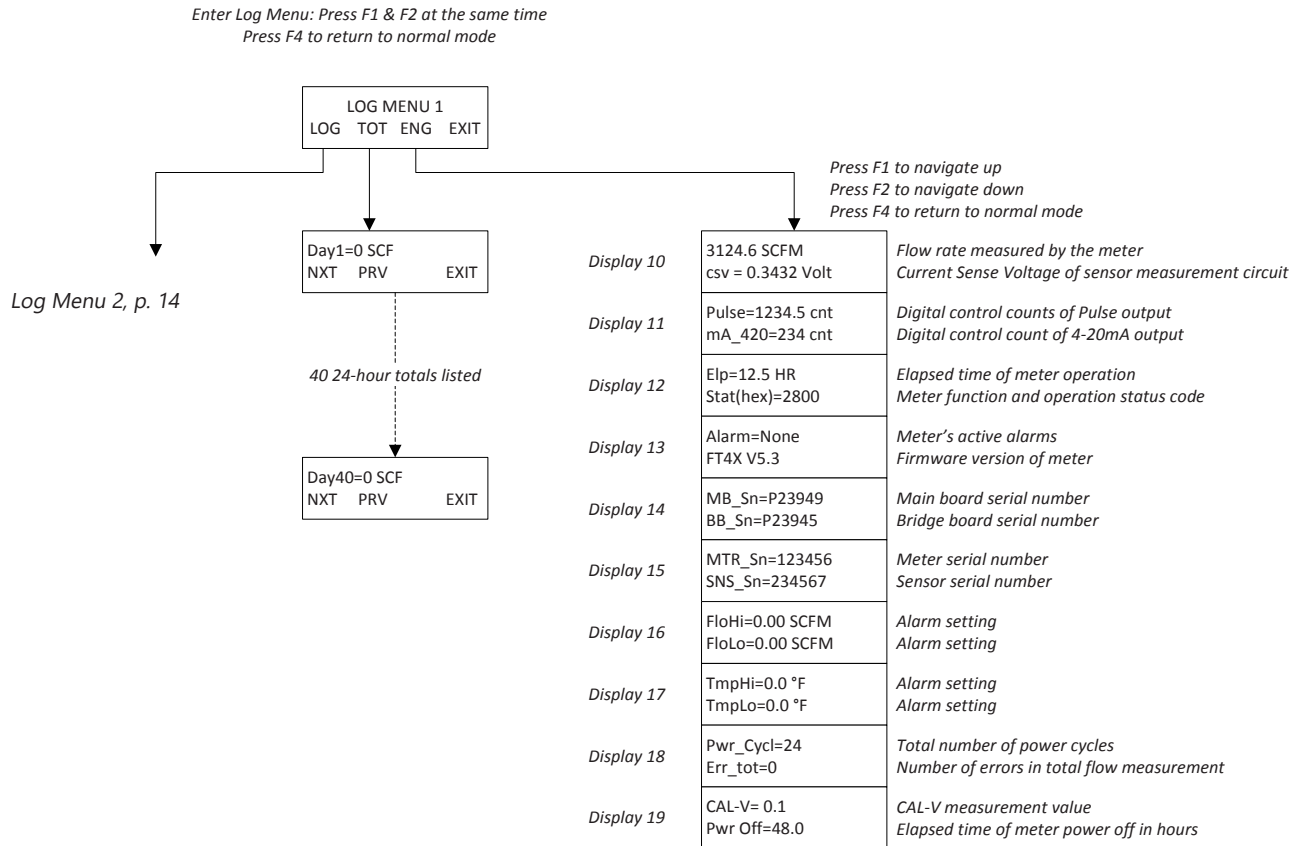 Enter Log Menu: Press F1 & F2 at the same time
Press F4 to return to normal mode
LOG MENU 1
LOG TOT ENG EXIT
Press F1 to navigate up
Press F2 to navigate down
Press F4 to return to normal mode
Log Menu 2, p. 14
Day1=0 SCF
NXT PRV EXIT
40 24-hour totals listed
Day40=0 SCF
NXT PRV EXIT
Display 10
3124.6 SCFM
csv = 0.3432 Volt
Flow rate measured by the meter
Current Sense Voltage of sensor measurement circuit
Display 11
Pulse=1234.5 cnt
mA_420=234 cnt
Digital control counts of Pulse output
Digital control count of 4-20mA output
Display 12
Elp=12.5 HR
Stat(hex)=2800
Elapsed time of meter operation
Meter function and operation status code
Display 13
Alarm=None
FT4X V5.3
Meter’s active alarms
Firmware version of meter
Display 14
MB_Sn=P23949
BB_Sn=P23945
Main board serial number
Bridge board serial number
Display 15
MTR_Sn=123456
SNS_Sn=234567
Meter serial number
Sensor serial number
Display 16
FloHi=0.00 SCFM
FloLo=0.00 SCFM
Alarm setting
Alarm setting
Display 17
TmpHi=0.0 °F
TmpLo=0.0 °F
Alarm setting
Alarm setting
Display 18
Pwr_Cycl=24
Err_tot=0
Total number of power cycles
Number of errors in total flow measurement
Display 19
CAL-V= 0.1
Pwr Off=48.0
CAL-V measurement value
Elapsed time of meter power off in hours